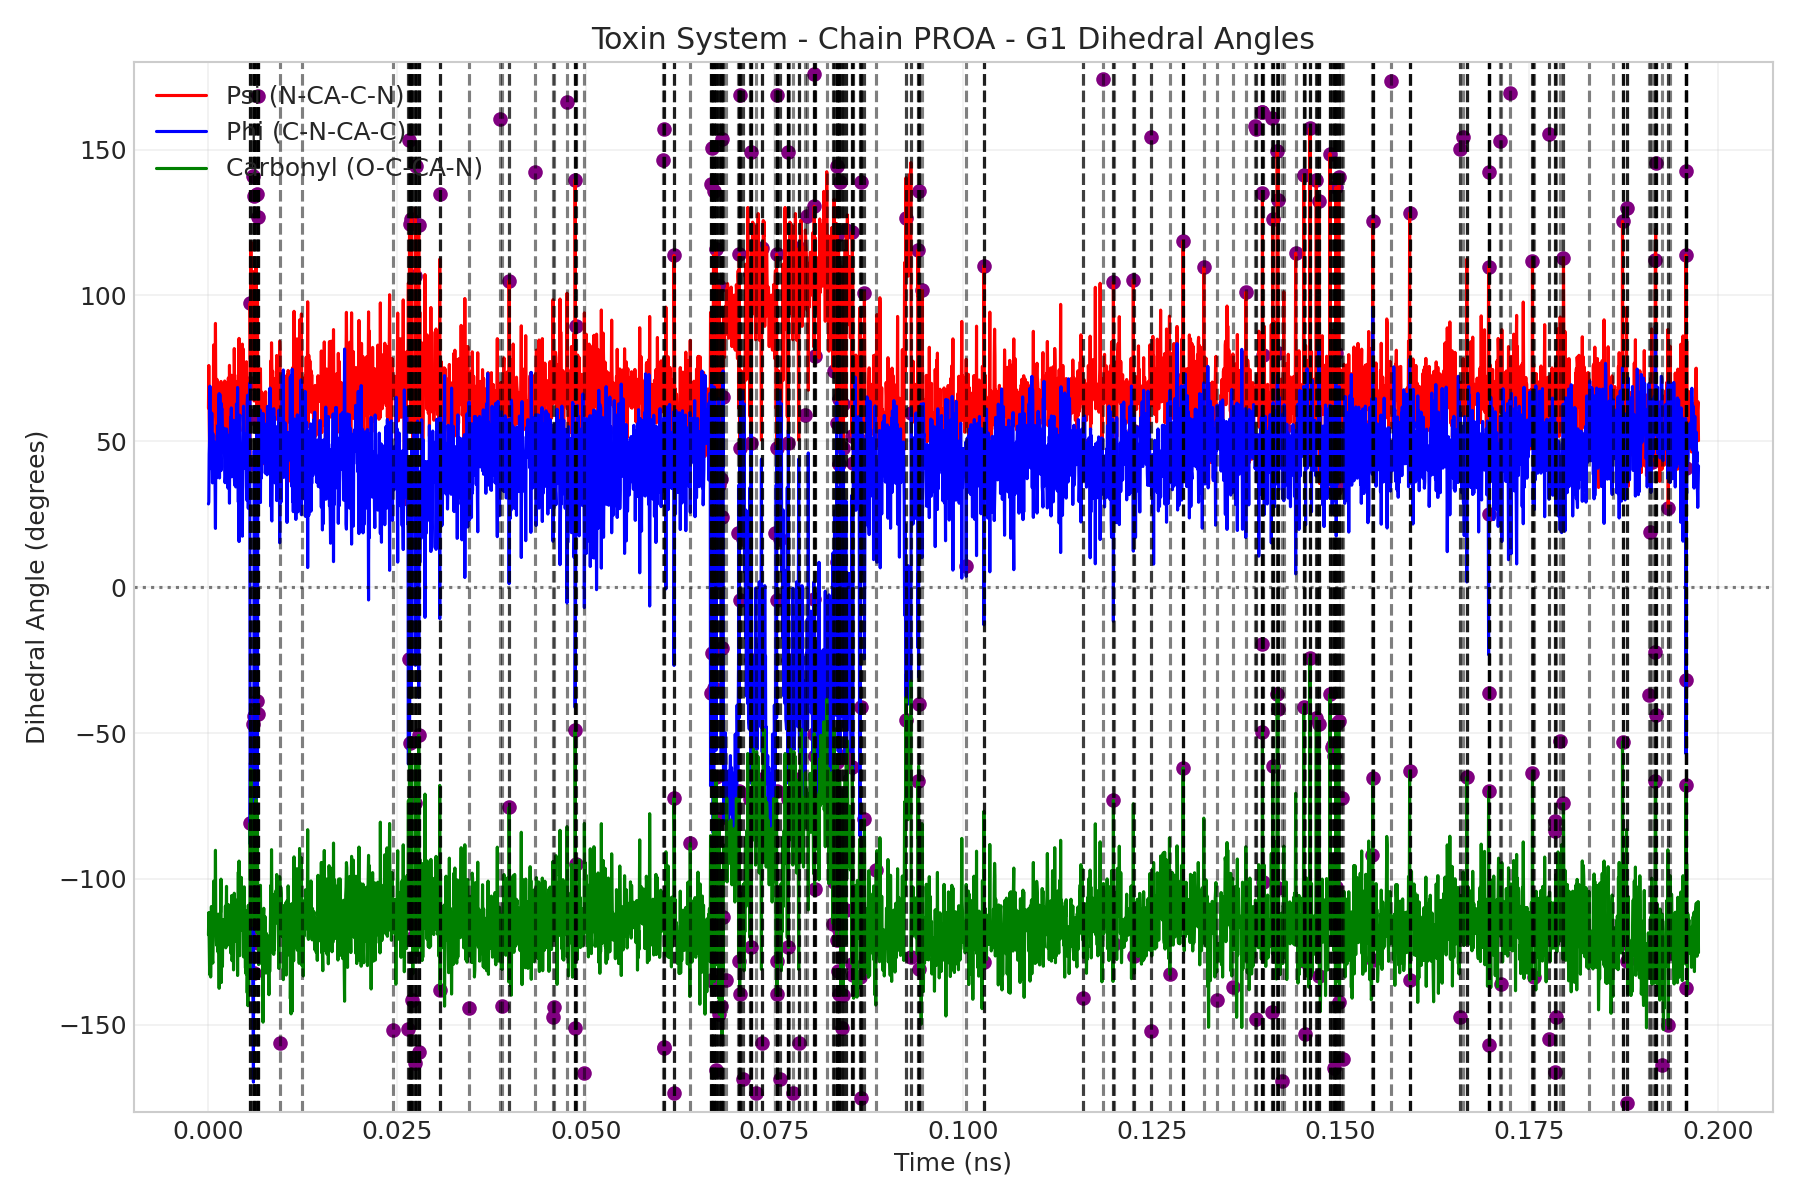 Toxin System - Chain PROA - G1 Dihedral Angles
Psi (N-CA-C-N)
Phi (C-N-CA-C)
Carbonyl (O-C-CA-N)
150
100
50
0
−50
−100
−150
Dihedral Angle (degrees)
0.000 0.025 0.050 0.075 0.100 0.125 0.150 0.175 0.200
Time (ns)